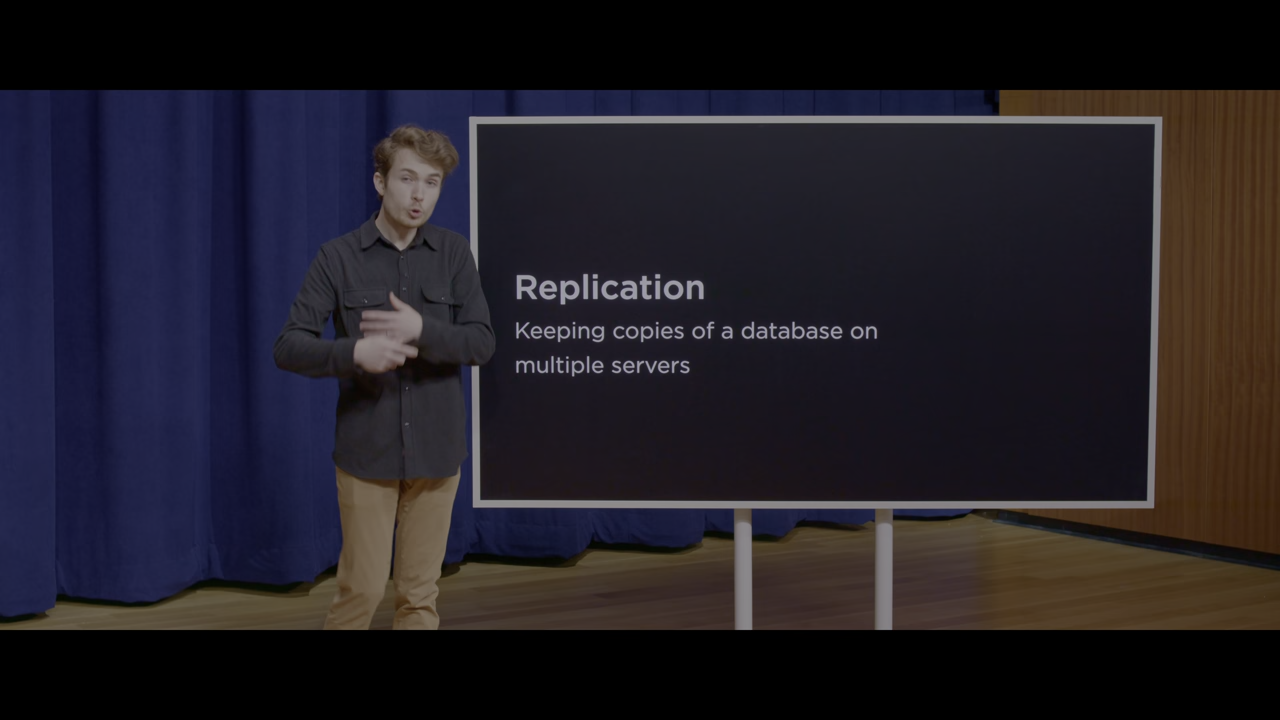 Replication
Keeping copies of a database on
multiple servers